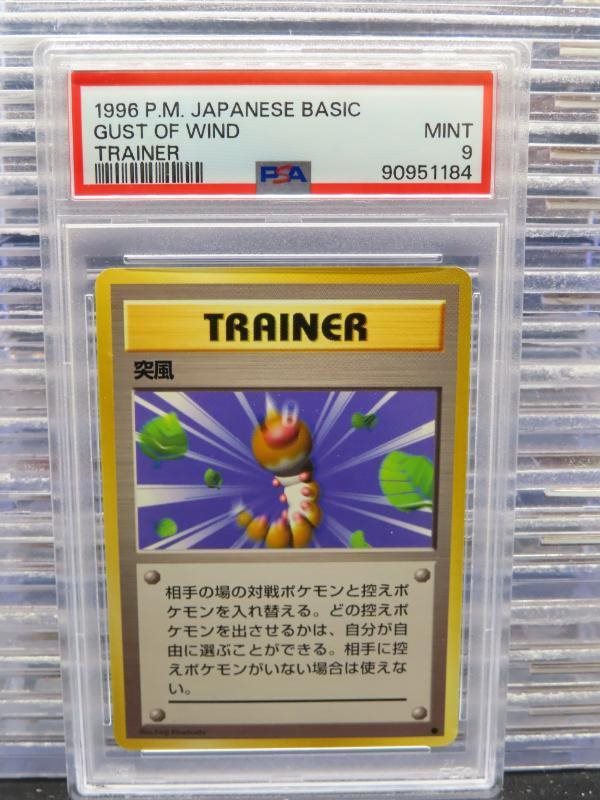 1996 P.M. JAPANESE BASIC
GUST OF WIND
MINT
TRAINER
9
PSA
90951184
TRAINER
突風
相手の場の対戦ポケモンと控えポ
ケモンを入れ替える。どの控えポ
ケモンを出させるかは、自分が自
由に選ぶことができる。相手に控
えポケモンがいない場合は使えな
い。